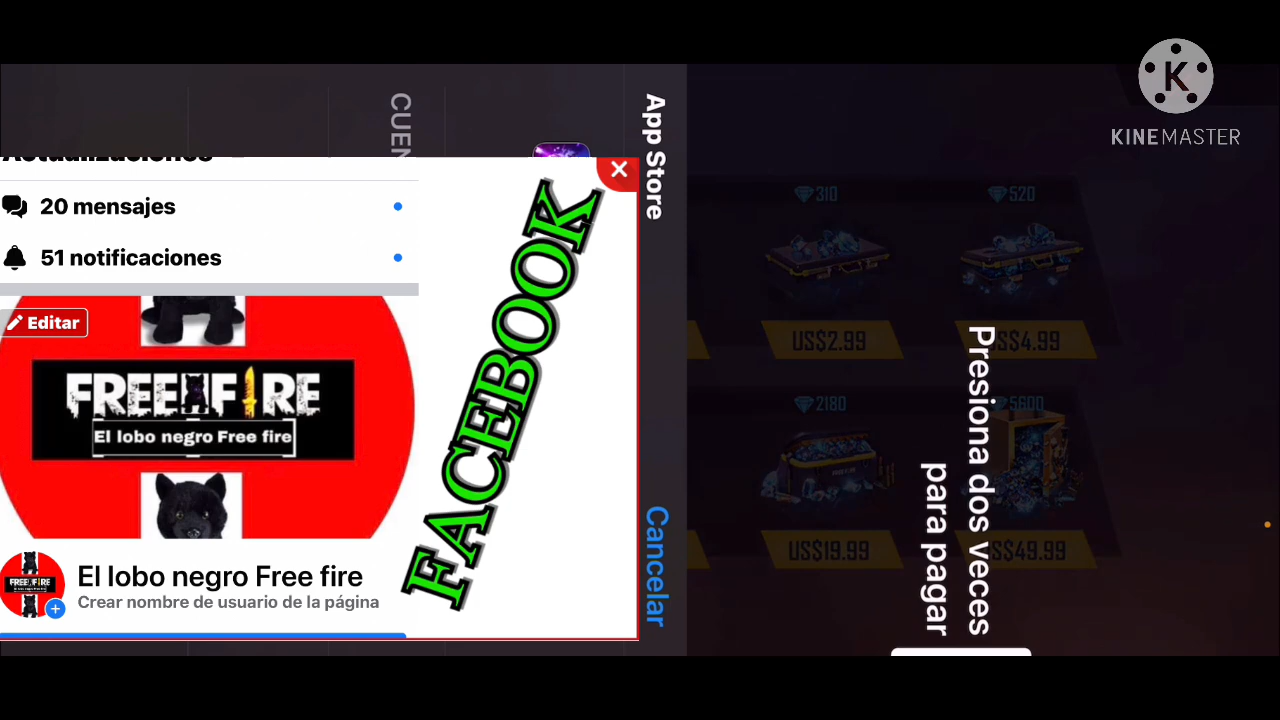 KINEMASTER
App Store
CUEN
Actualizaciones
20 mensajes
51 notificaciones
Editar
FREE FIRE
El lobo negro Free fire
El lobo negro Free fire
Crear nombre de usuario de la página
FACEBOOK
Cancelar
310
520
US$2.99
US$4.99
2180
5600
US$19.99
US$49.99
Presiona dos veces
para pagar